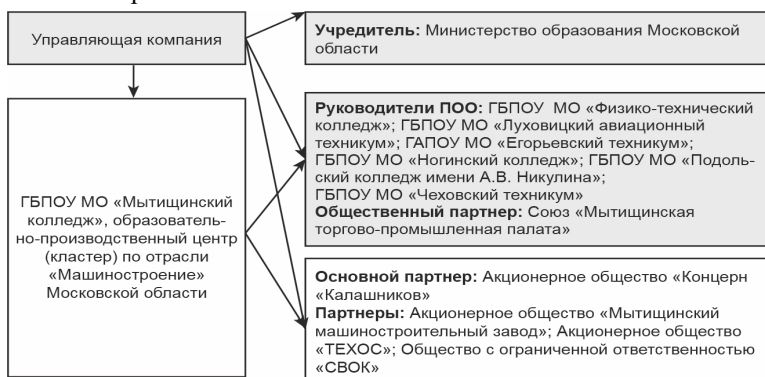 Управляющая компания
Учредитель: Министерство образования Московской
области
ГБПОУ МО «Мытищинский
колледж», образователь-
но-производственный центр
(кластер) по отрасли
«Машиностроение»
Московской области
Руководители ПОО: ГБПОУ МО «Физико-технический
колледж»; ГБПОУ МО «Луховицкий авиационный
техникум»; ГАПОУ МО «Егорьевский техникум»;
ГБПОУ МО «Ногинский колледж»; ГБПОУ МО «Подоль-
ский колледж имени А.В. Никулина»;
ГБПОУ МО «Чеховский техникум»
Общественный партнер: Союз «Мытищинская
торгово-промышленная палата»
Основной партнер: Акционерное общество «Концерн
«Калашников»
Партнеры: Акционерное общество «Мытищинский
машиностроительный завод»; Акционерное общество
«ТЕХОС»; Общество с ограниченной ответственностью
«СВОК»